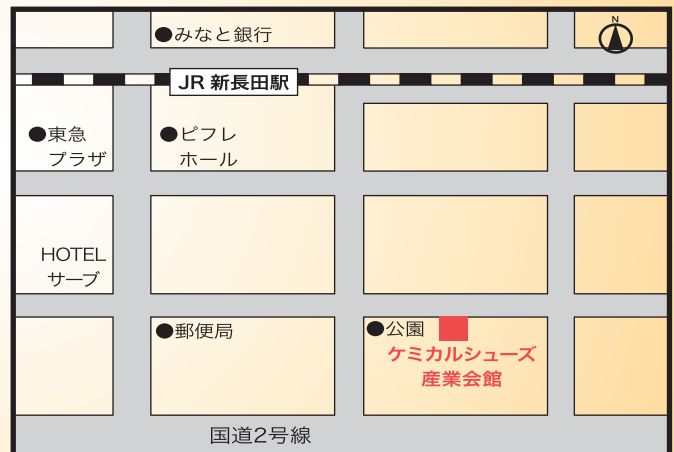 N
みなと銀行
JR 新長田駅
東急
プラザ
ピフレ
ホール
HOTEL
サーブ
郵便局
公園
ケミカルシューズ
産業会館
国道2号線